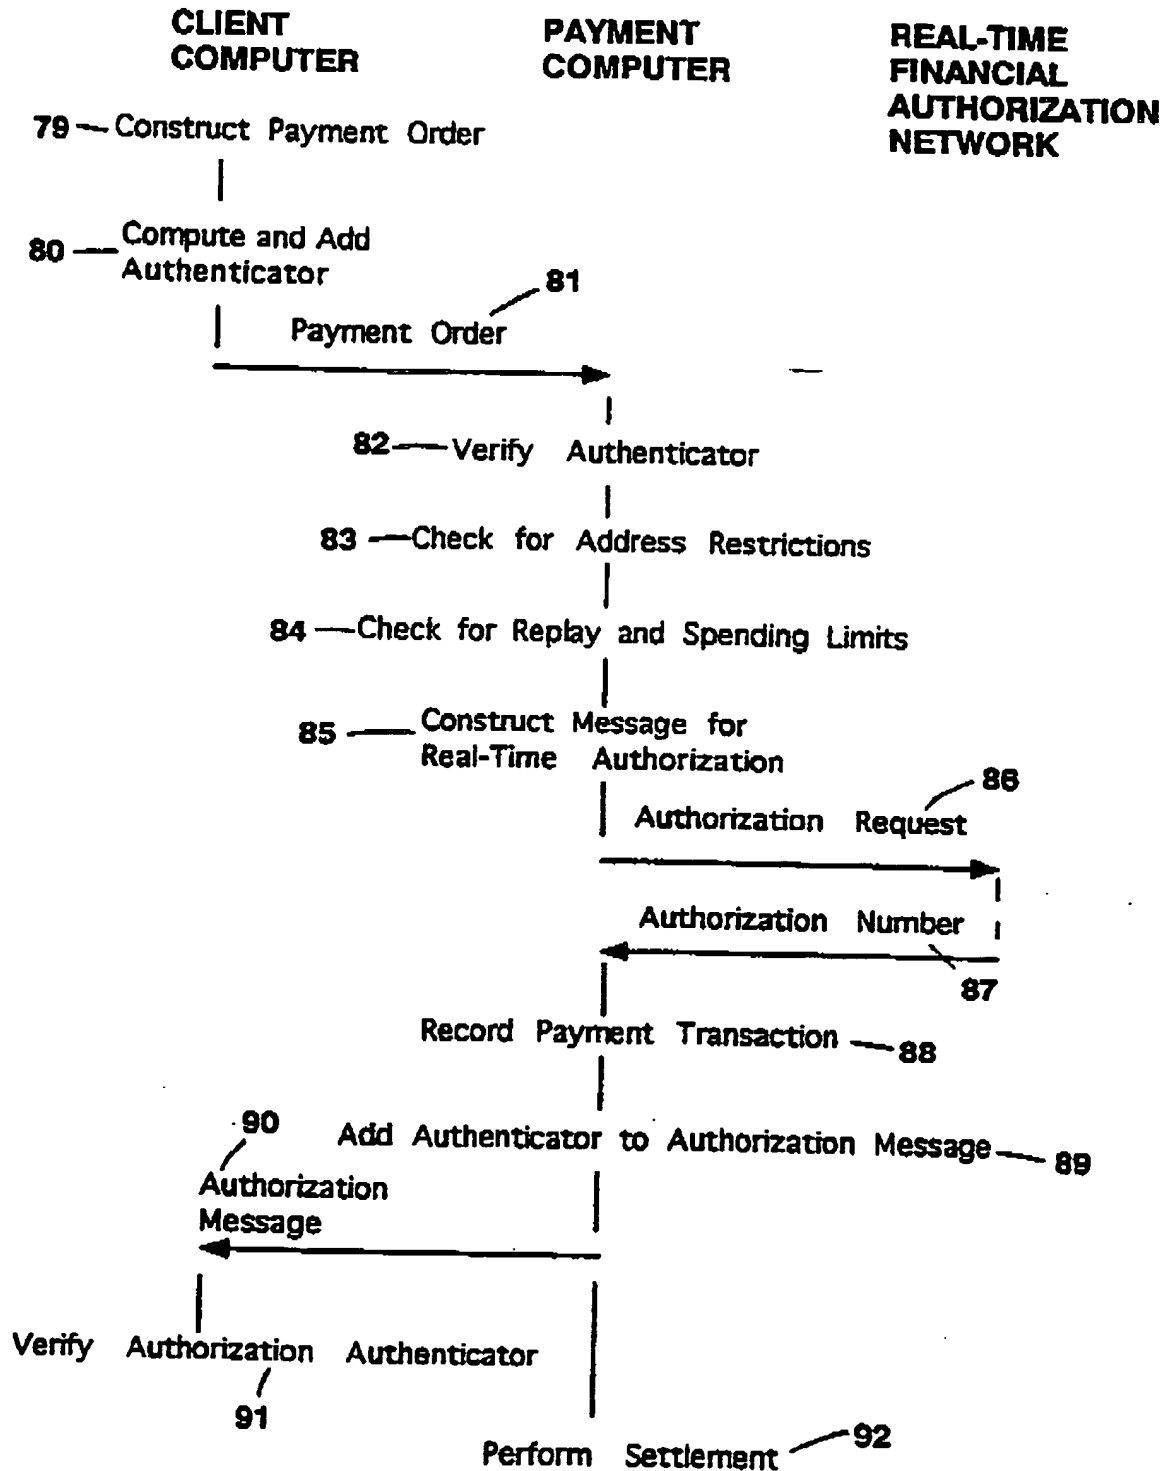 CLIENT
COMPUTER
PAYMENT
COMPUTER
REAL-TIME
FINANCIAL
AUTHORIZATION
NETWORK
79 Construct Payment Order
80 Compute and Add
Authenticator
81
Payment Order
82 Verify Authenticator
83 Check for Address Restrictions
84 Check for Replay and Spending Limits
85 Construct Message for
Real-Time Authorization
86
Authorization Request
Authorization Number
87
Record Payment Transaction 88
90
Add Authenticator to Authorization Message 89
Authorization
Message
Verify Authorization Authenticator
91
Perform Settlement 92